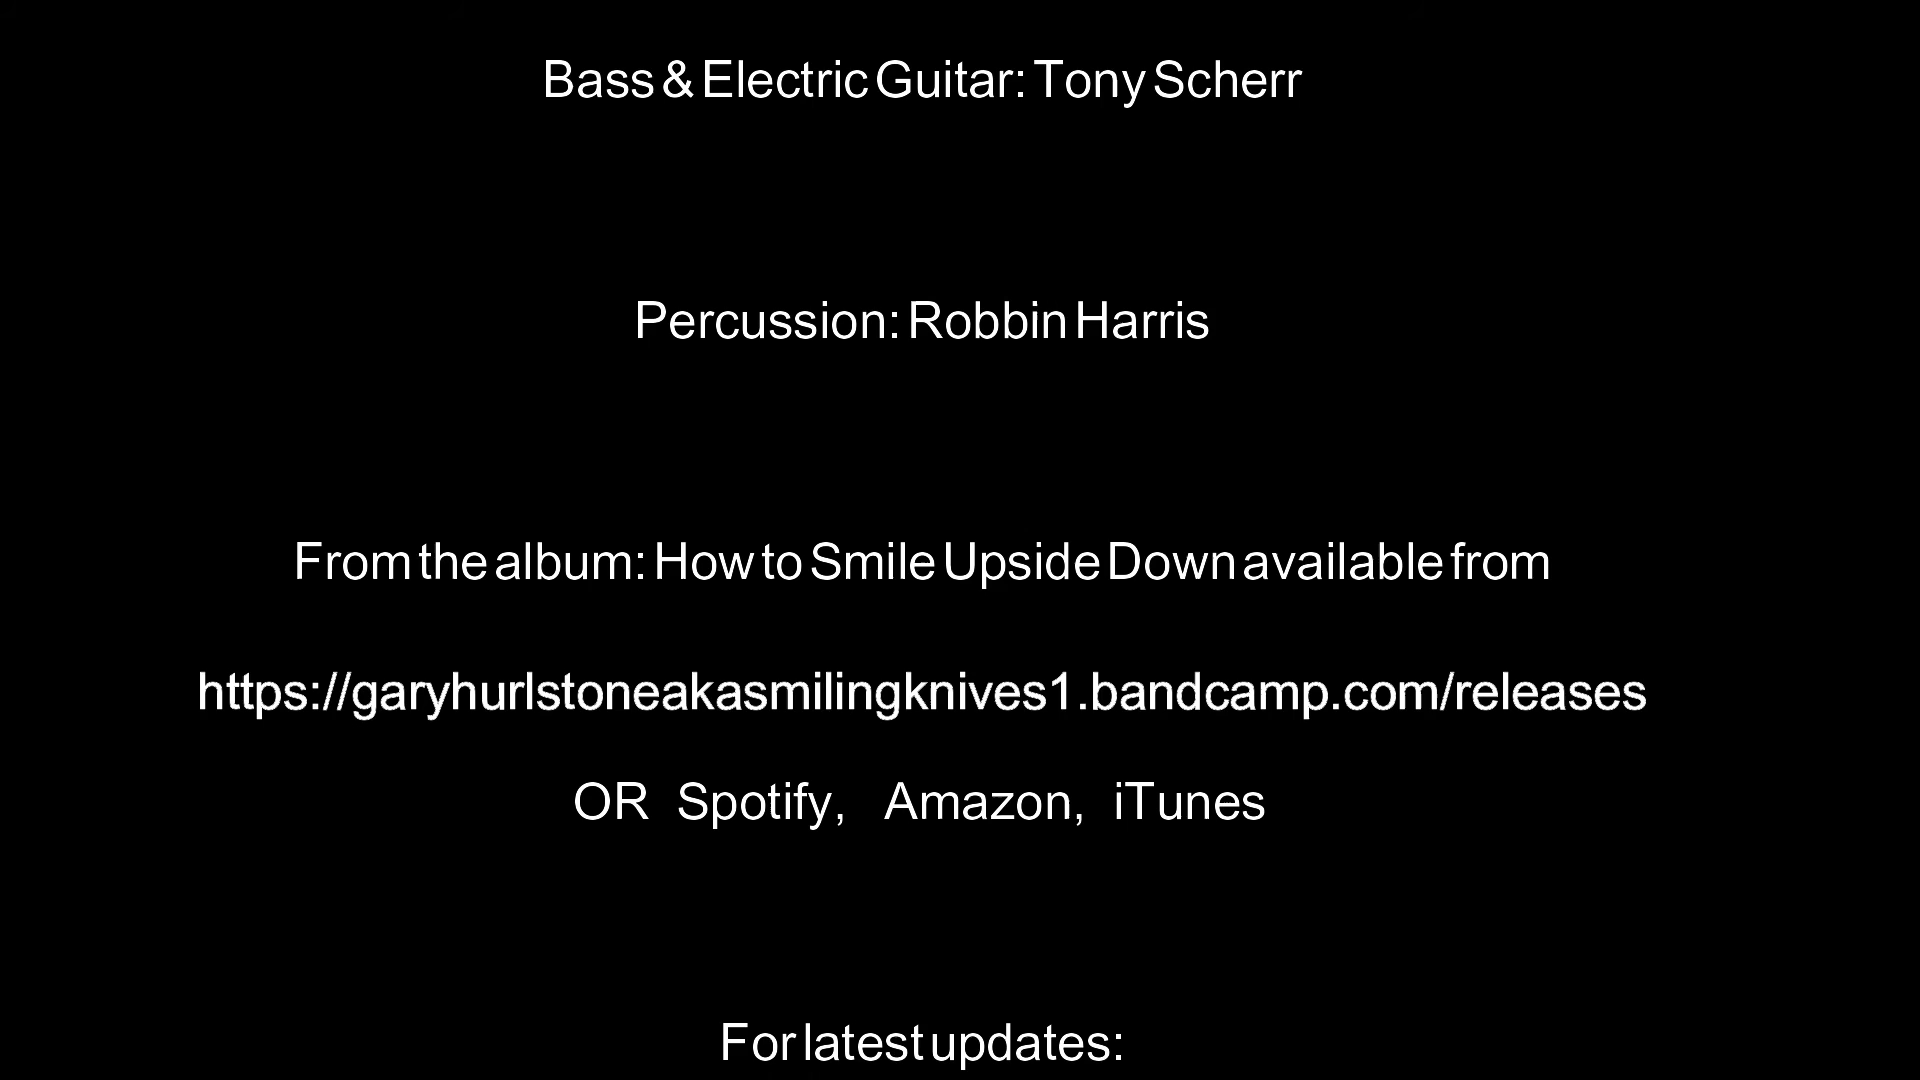 Bass & Electric Guitar: Tony Scherr
Percussion: Robbin Harris
From the album: How to Smile Upside Down available from
https://garyhurlstoneakasmilingknives1.bandcamp.com/releases
OR Spotify, Amazon, iTunes
For latest updates: